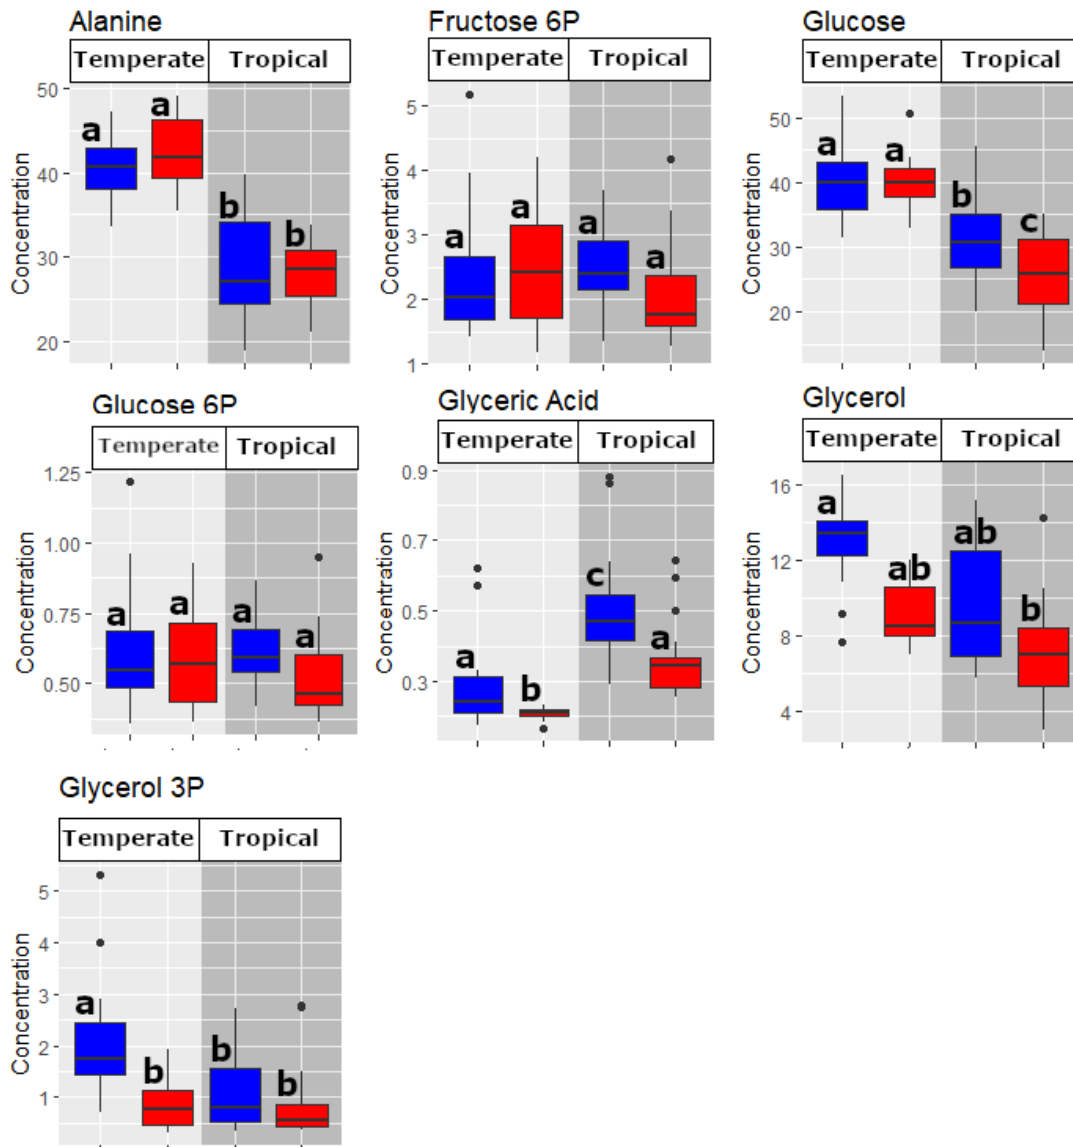 Alanine
Temperate Tropical
Concentration
50
40
30
20
a
a
b
b
Fructose 6P
Temperate Tropical
Concentration
5
4
3
2
1
a
a
a
a
Glucose
Temperate Tropical
Concentration
50
40
30
20
a
a
b
c
Glucose 6P
Temperate Tropical
Concentration
1.25
1.00
0.75
0.50
a
a
a
a
Glyceric Acid
Temperate Tropical
Concentration
0.9
0.7
0.5
0.3
a
b
c
a
Glycerol
Temperate Tropical
Concentration
16
12
8
4
a
ab
ab
b
Glycerol 3P
Temperate Tropical
Concentration
5
4
3
2
1
a
b
b
b